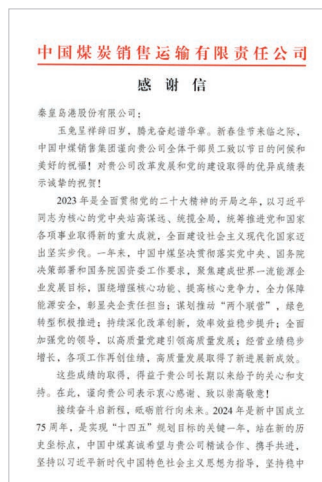 中国煤炭销售运输有限责任公司
感谢信
秦皇岛港股份有限公司：
玉兔呈祥辞旧岁，腾龙奋起谱华章。新春佳节来临之际，
中国中煤销售集团谨向贵公司全体干部员工致以节日的问候和
美好的祝福！对贵公司改革发展和党的建设取得的优异成绩表
示诚挚的祝贺！
2023年是全面贯彻党的二十大精神的开局之年，以习近平
同志为核心的党中央站高谋远、统揽全局，统筹推进党和国家
各项事业取得新的重大成就，全面建设社会主义现代化国家迈
出坚实步伐。一年来，中国中煤坚决贯彻落实党中央、国务院
决策部署和国务院国资委工作要求，聚焦建成世界一流能源企
业发展目标，围绕增强核心功能、提高核心竞争力，全力保障
能源安全，彰显央企责任担当；谋划推动“两个联营”，绿色
转型积极推进；持续深化改革创新，效率效益稳步提升；全面
加强党的领导，以高质量党建引领高质量发展；经营业绩稳步
增长，各项工作再创佳绩，高质量发展取得了新进展新成效。
这些成绩的取得，得益于贵公司长期以来给予的关心和支
持。在此，谨向贵公司表示衷心感谢、致以崇高敬意！
接续奋斗启新程，砥砺前行向未来。2024年是新中国成立
75周年，是实现“十四五”规划目标的关键一年，站在新的历
史坐标点，中国中煤真诚希望与贵公司精诚合作、携手共进，
坚持以习近平新时代中国特色社会主义思想为指导，坚持稳中